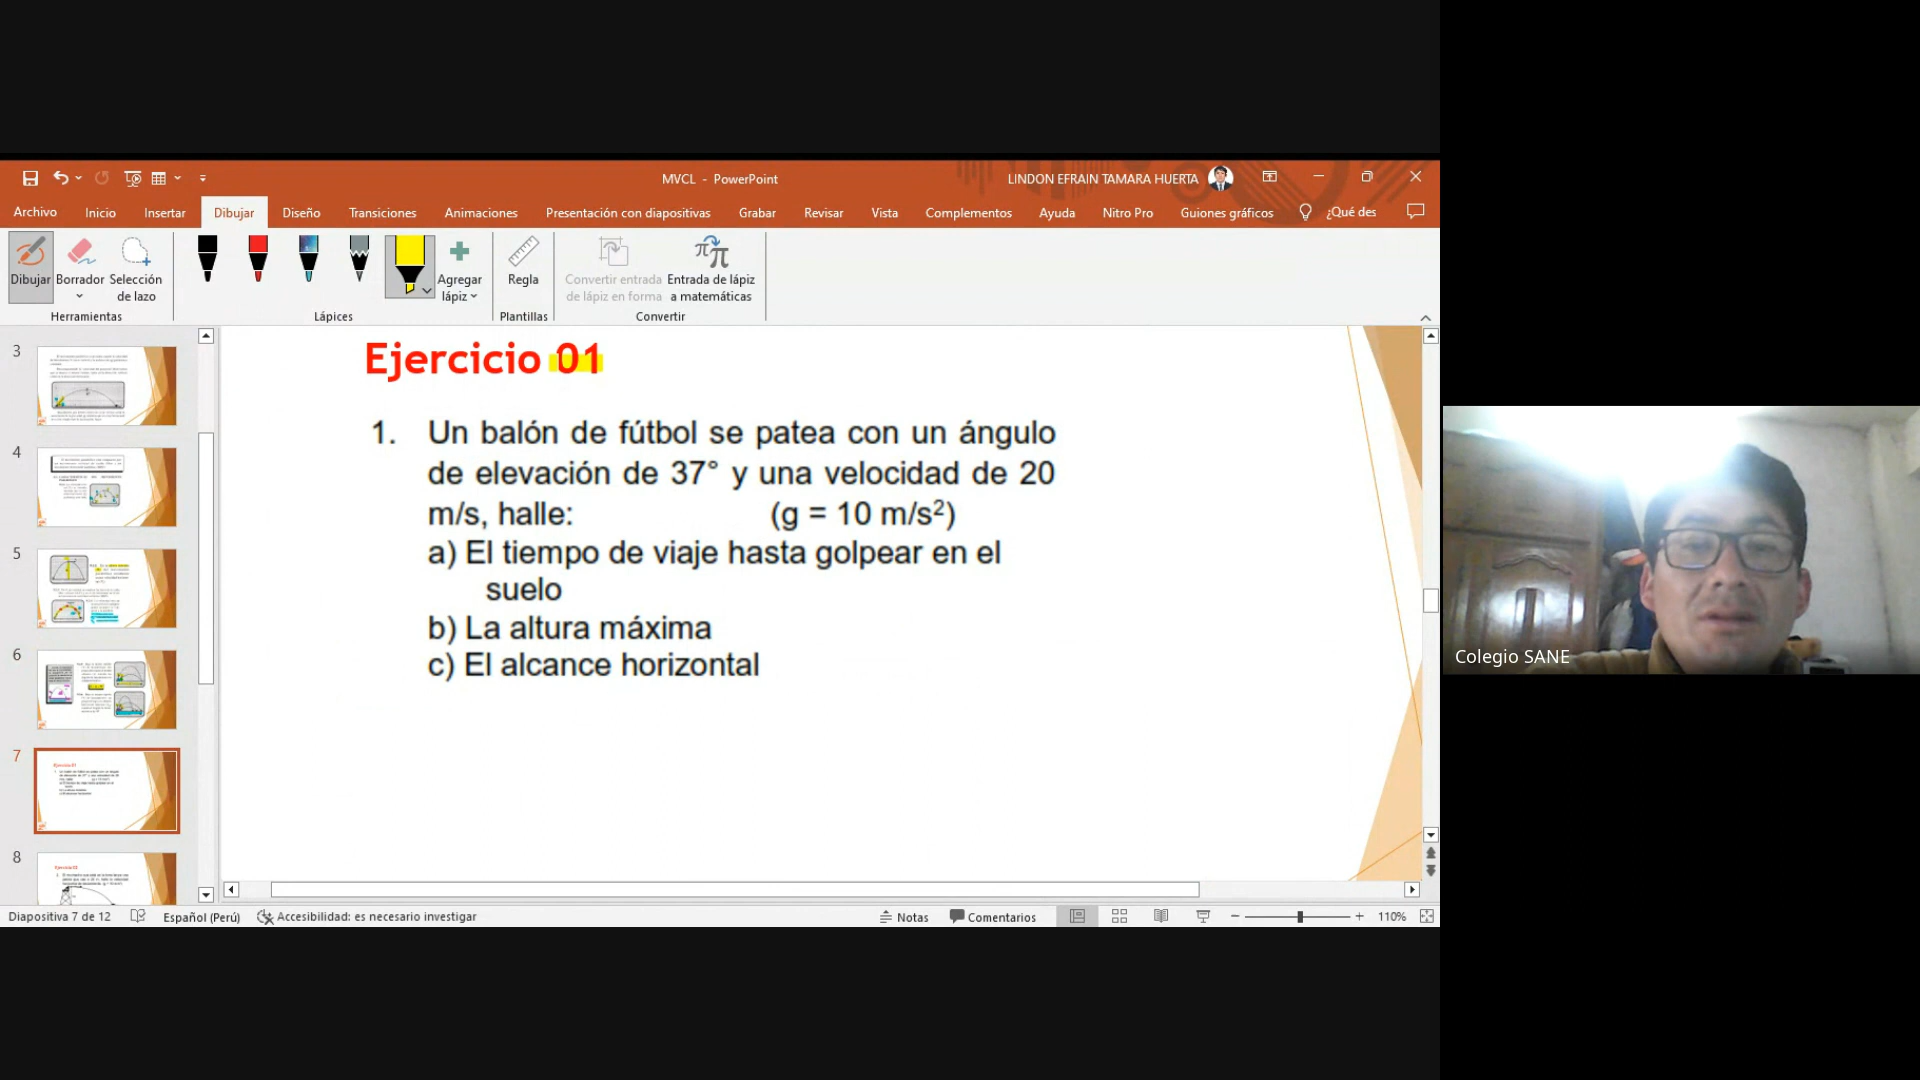 MVCL - PowerPoint
LINDON EFRAIN TAMARA HUERTA
Archivo Inicio Insertar Dibujar Diseño Transiciones Animaciones Presentación con diapositivas Grabar Revisar Vista Complementos Ayuda Nitro Pro Guiones gráficos ¿Qué des
Dibujar Borrador Selección de lazo
Agregar lápiz
Regla
Convertir entrada de lápiz en forma
Entrada de lápiz a matemáticas
Herramientas Lápices Plantillas Convertir
3
4
5
6
7
8
Ejercicio 01
1. Un balón de fútbol se patea con un ángulo
de elevación de 37° y una velocidad de 20
m/s, halle: (g = 10 m/s²)
a) El tiempo de viaje hasta golpear en el
suelo
b) La altura máxima
c) El alcance horizontal
Colegio SANE
Diapositiva 7 de 12 Español (Perú) Accesibilidad: es necesario investigar Notas Comentarios 110%